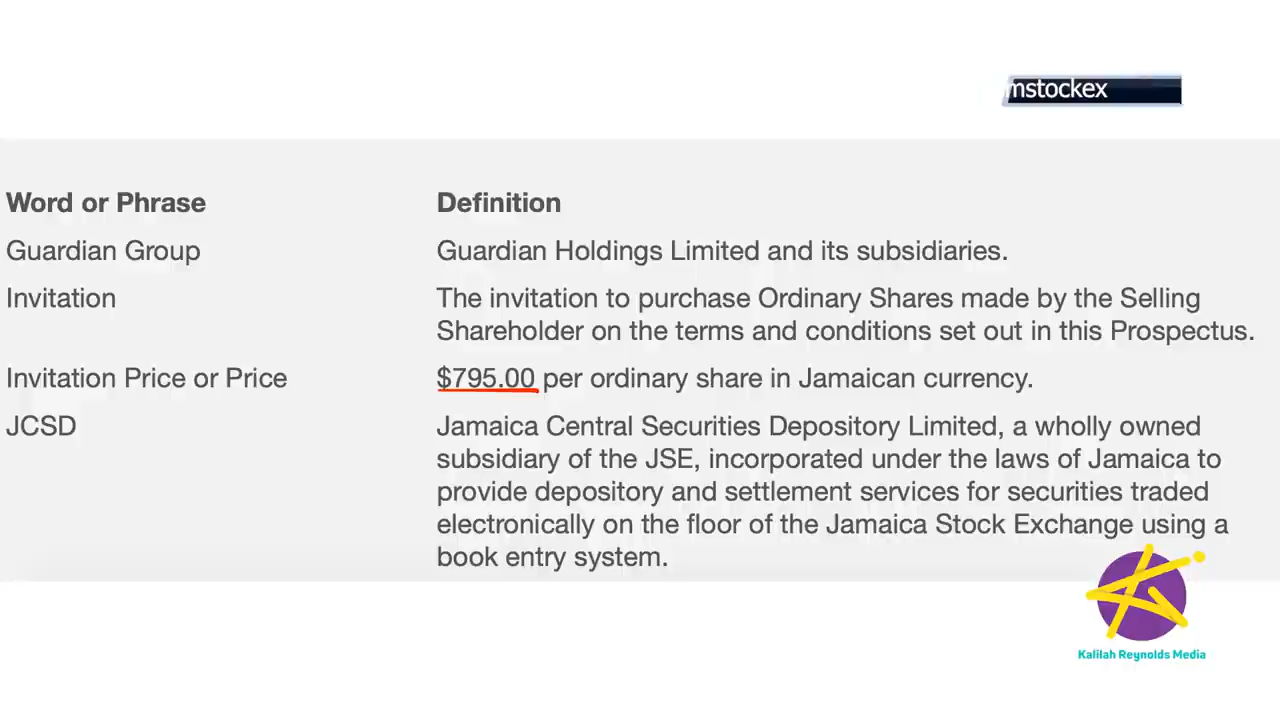 mstockex
Word or Phrase Definition
Guardian Group Guardian Holdings Limited and its subsidiaries.
Invitation The invitation to purchase Ordinary Shares made by the Selling
Shareholder on the terms and conditions set out in this Prospectus.
Invitation Price or Price $795.00 per ordinary share in Jamaican currency.
JCSD Jamaica Central Securities Depository Limited, a wholly owned
subsidiary of the JSE, incorporated under the laws of Jamaica to
provide depository and settlement services for securities traded
electronically on the floor of the Jamaica Stock Exchange using a
book entry system.
Kalilah Reynolds Media